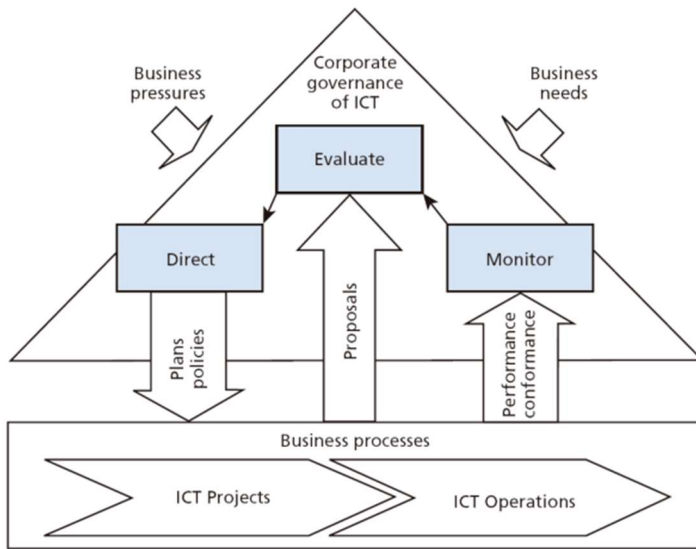 Corporate
governance
of ICT
Business
pressures
Business
needs
Evaluate
Direct
Monitor
Plans
policies
Proposals
Performance
conformance
Business processes
ICT Projects
ICT Operations